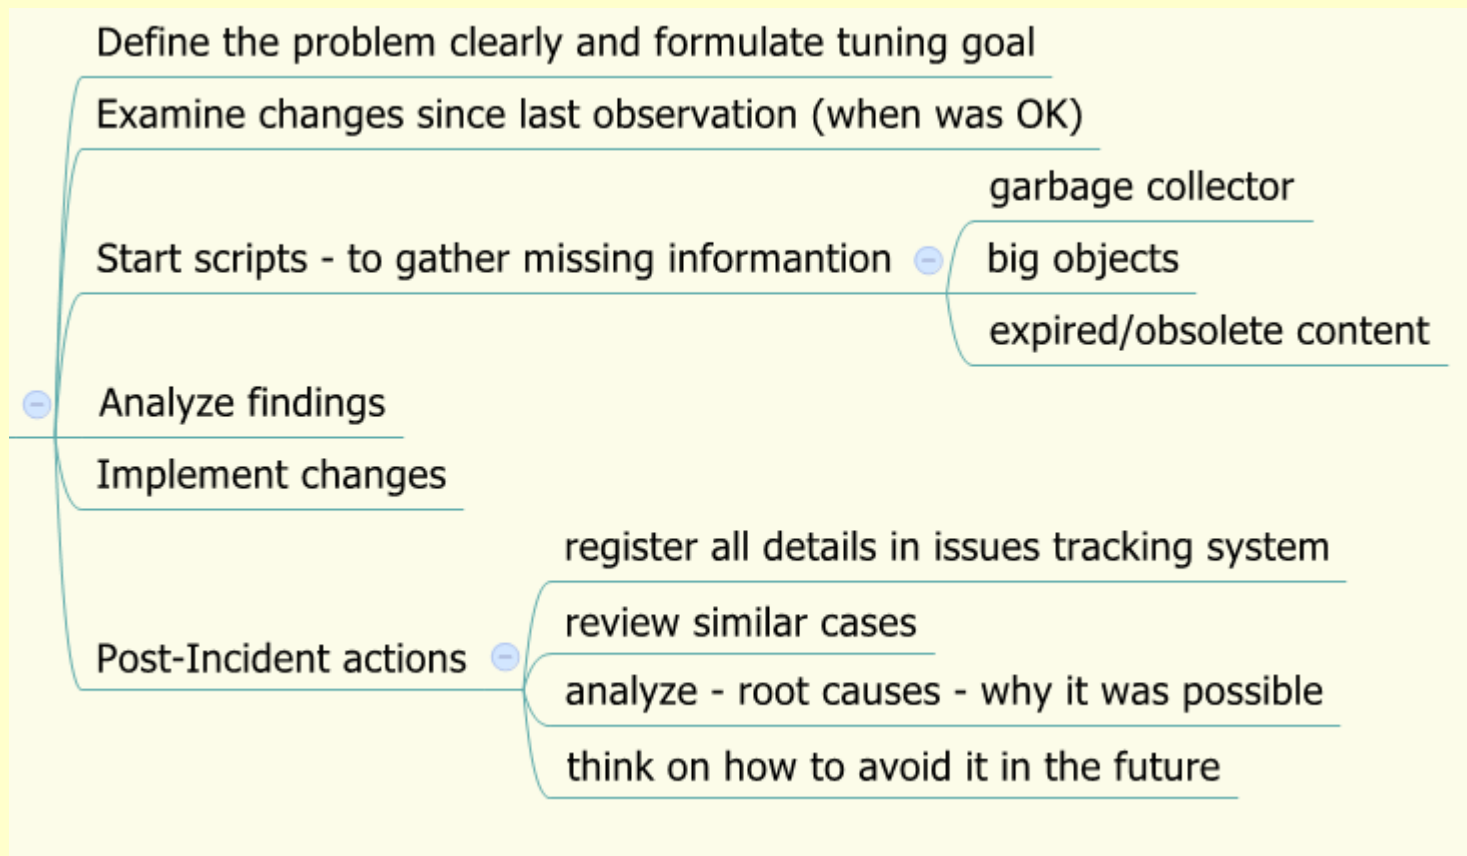 Define the problem clearly and formulate tuning goal
Examine changes since last observation (when was OK)
Start scripts - to gather missing informantion
garbage collector
big objects
expired/obsolete content
Analyze findings
Implement changes
Post-Incident actions
register all details in issues tracking system
review similar cases
analyze - root causes - why it was possible
think on how to avoid it in the future